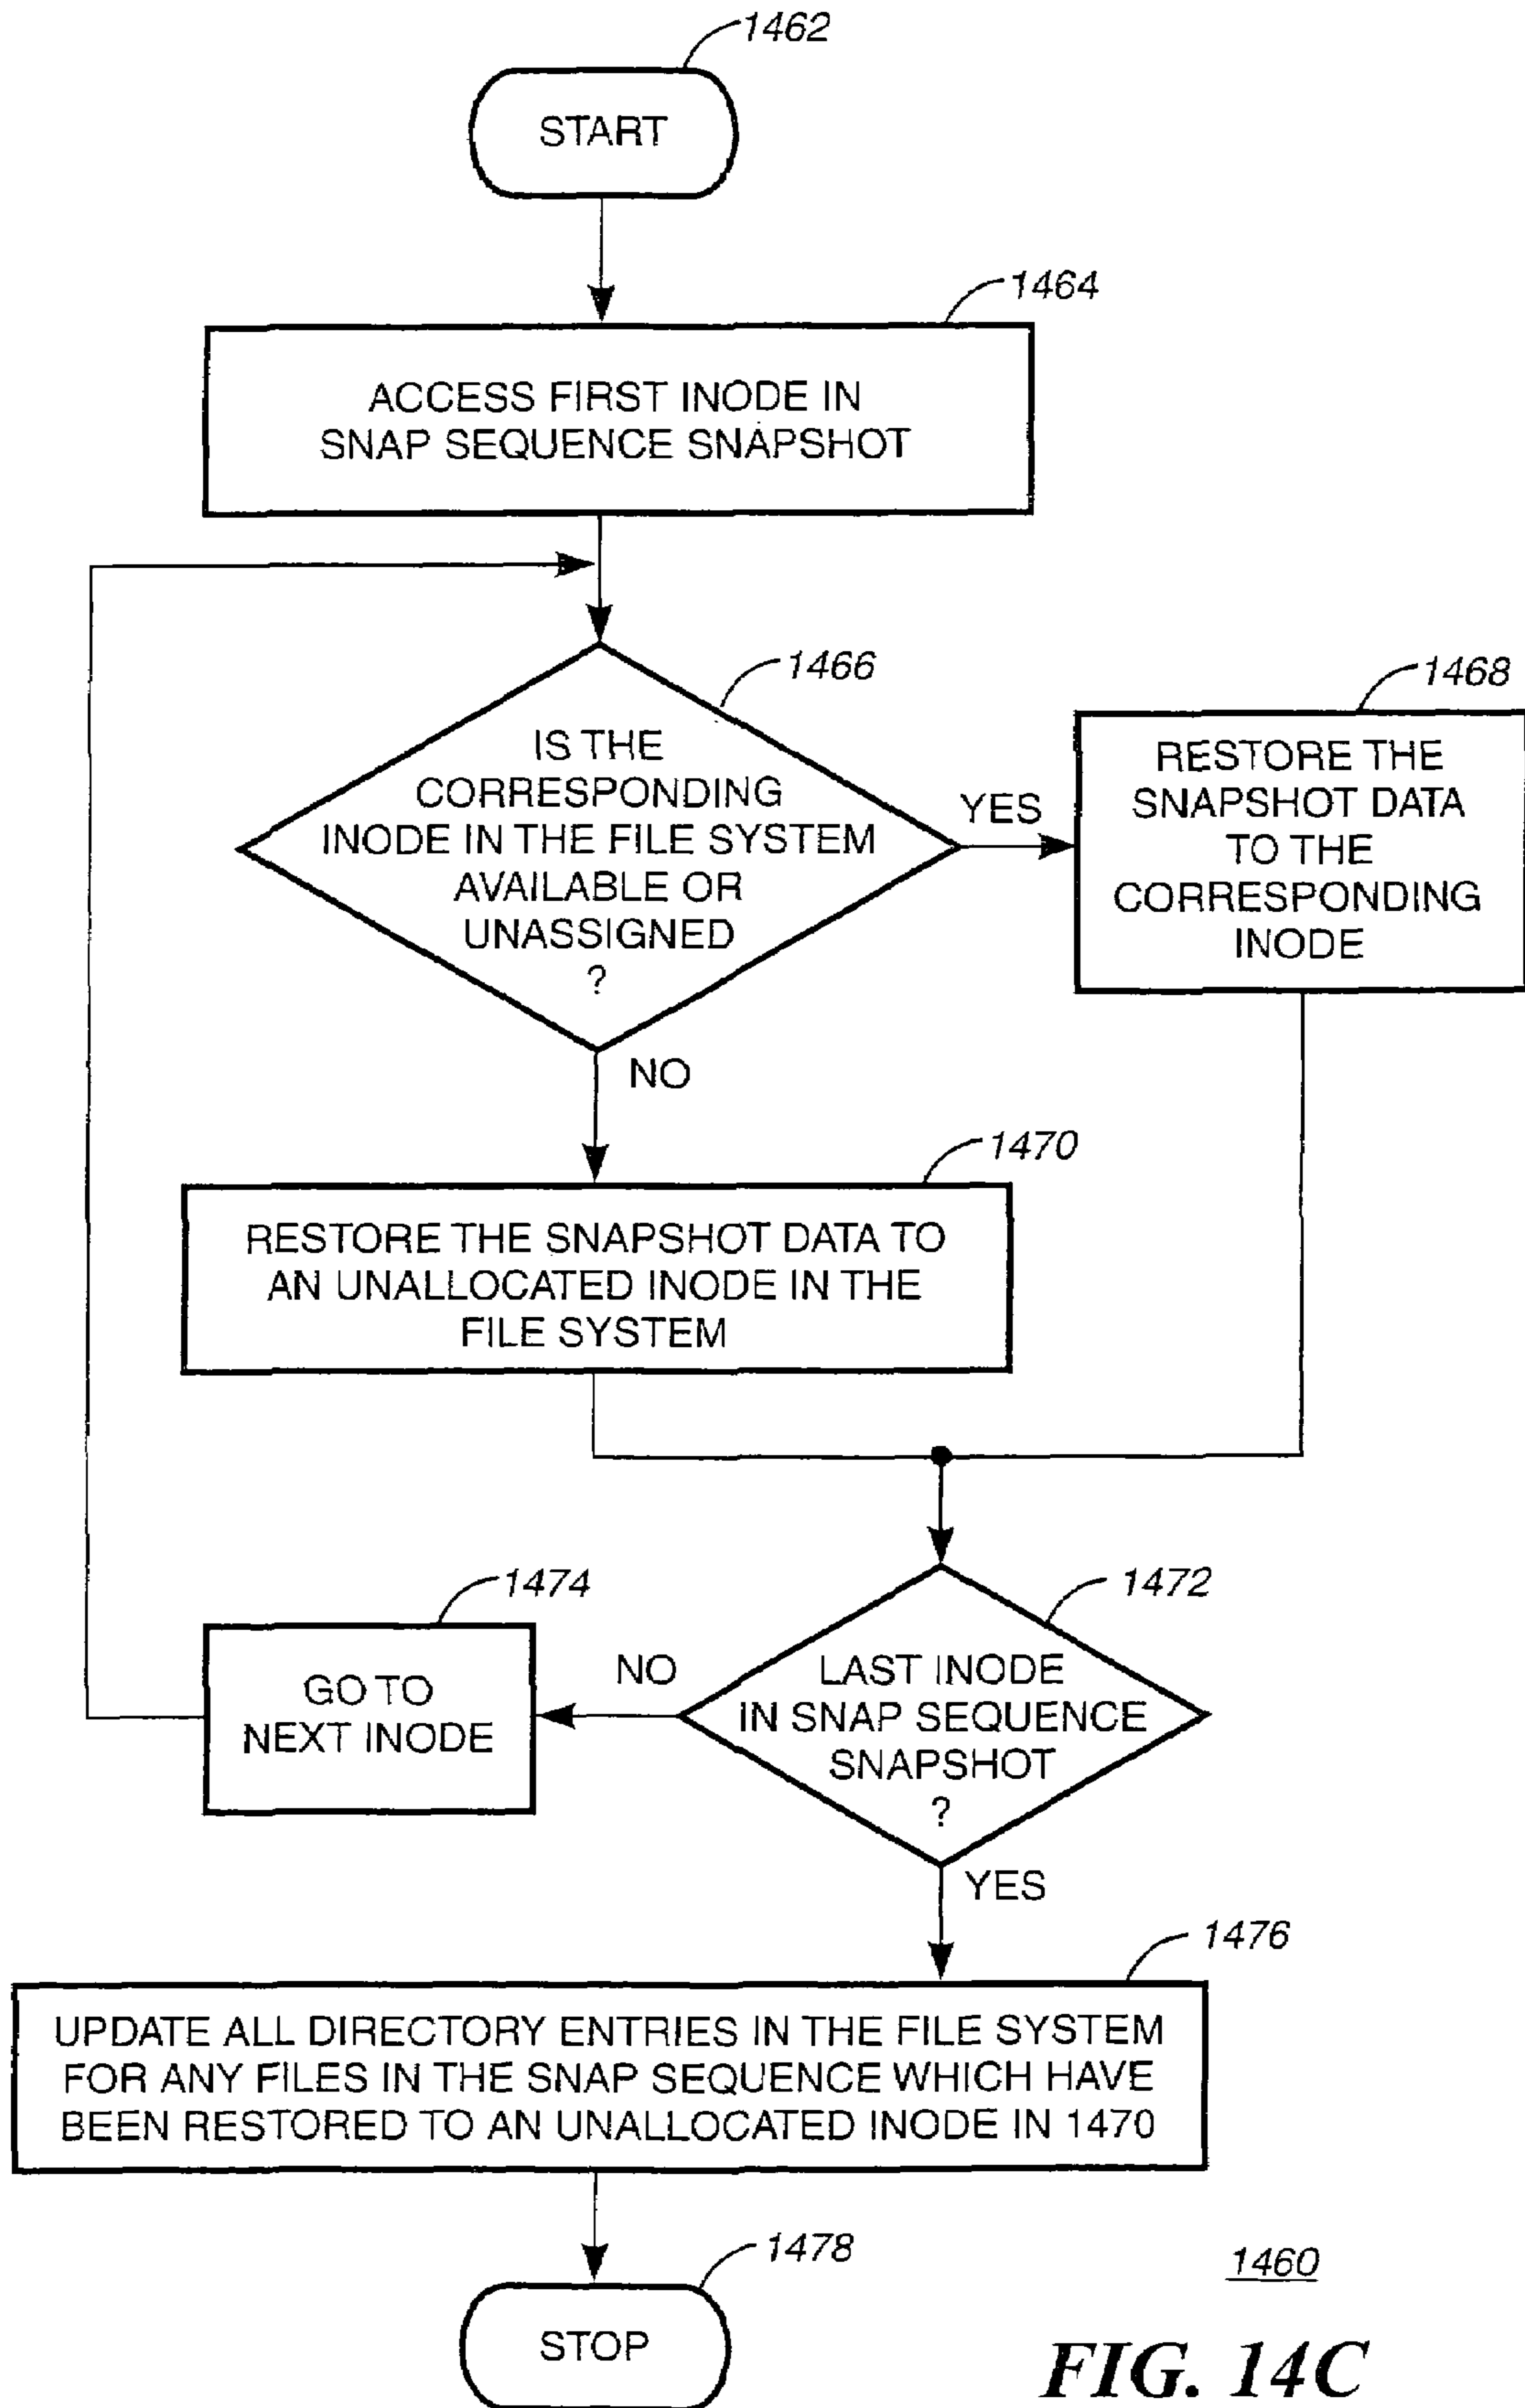 1462
START
1464
ACCESS FIRST INODE IN
SNAP SEQUENCE SNAPSHOT
1466
IS THE
CORRESPONDING
INODE IN THE FILE SYSTEM
AVAILABLE OR
UNASSIGNED
?
YES
1468
RESTORE THE
SNAPSHOT DATA
TO THE
CORRESPONDING
INODE
NO
1470
RESTORE THE SNAPSHOT DATA TO
AN UNALLOCATED INODE IN THE
FILE SYSTEM
1472
LAST INODE
IN SNAP SEQUENCE
SNAPSHOT
?
NO
1474
GO TO
NEXT INODE
YES
1476
UPDATE ALL DIRECTORY ENTRIES IN THE FILE SYSTEM
FOR ANY FILES IN THE SNAP SEQUENCE WHICH HAVE
BEEN RESTORED TO AN UNALLOCATED INODE IN 1470
1478
STOP
1460
FIG. 14C